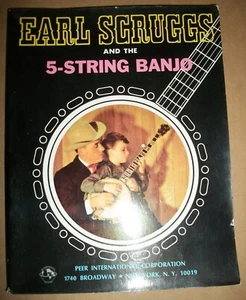 EARL SCRUGGS
AND THE
5-STRING BANJO
PEER INTERNATIONAL CORPORATION
1740 BROADWAY • NEW YORK, N. Y. 10019